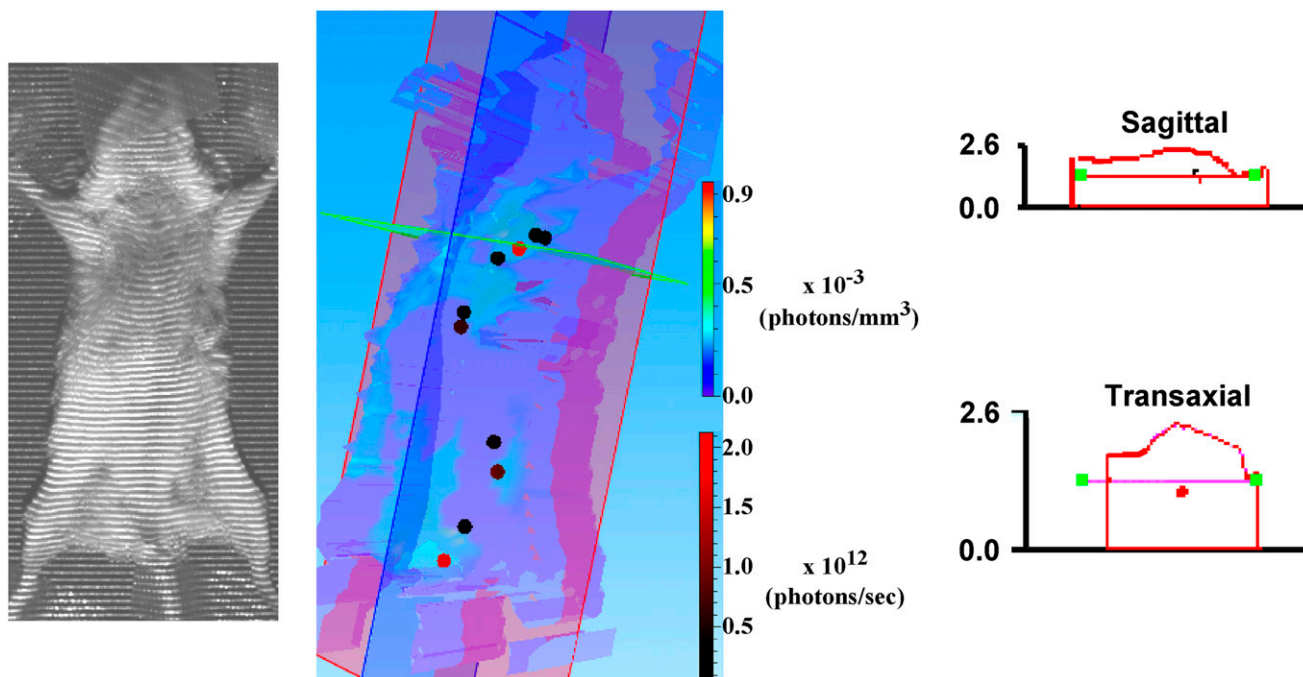 0.9
0.5
0.0
x 10-3
(photons/mm3)
2.0
1.5
1.0
0.5
x 1012
(photons/sec)
Sagittal
2.6
0.0
Transaxial
2.6
0.0